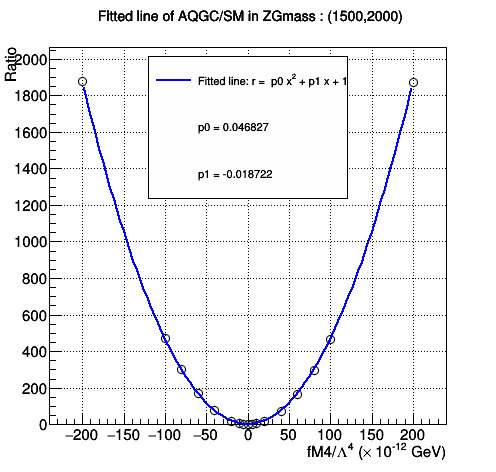 FItted line of AQGC/SM in ZGmass : (1500,2000)
Ratio
2000
1800
1600
1400
1200
1000
800
600
400
200
0
Fitted line: r = p0 x² + p1 x + 1
p0 = 0.046827
p1 = -0.018722
−200 −150 −100 −50 0 50 100 150 200
fM4/Λ⁴ (× 10⁻¹² GeV)